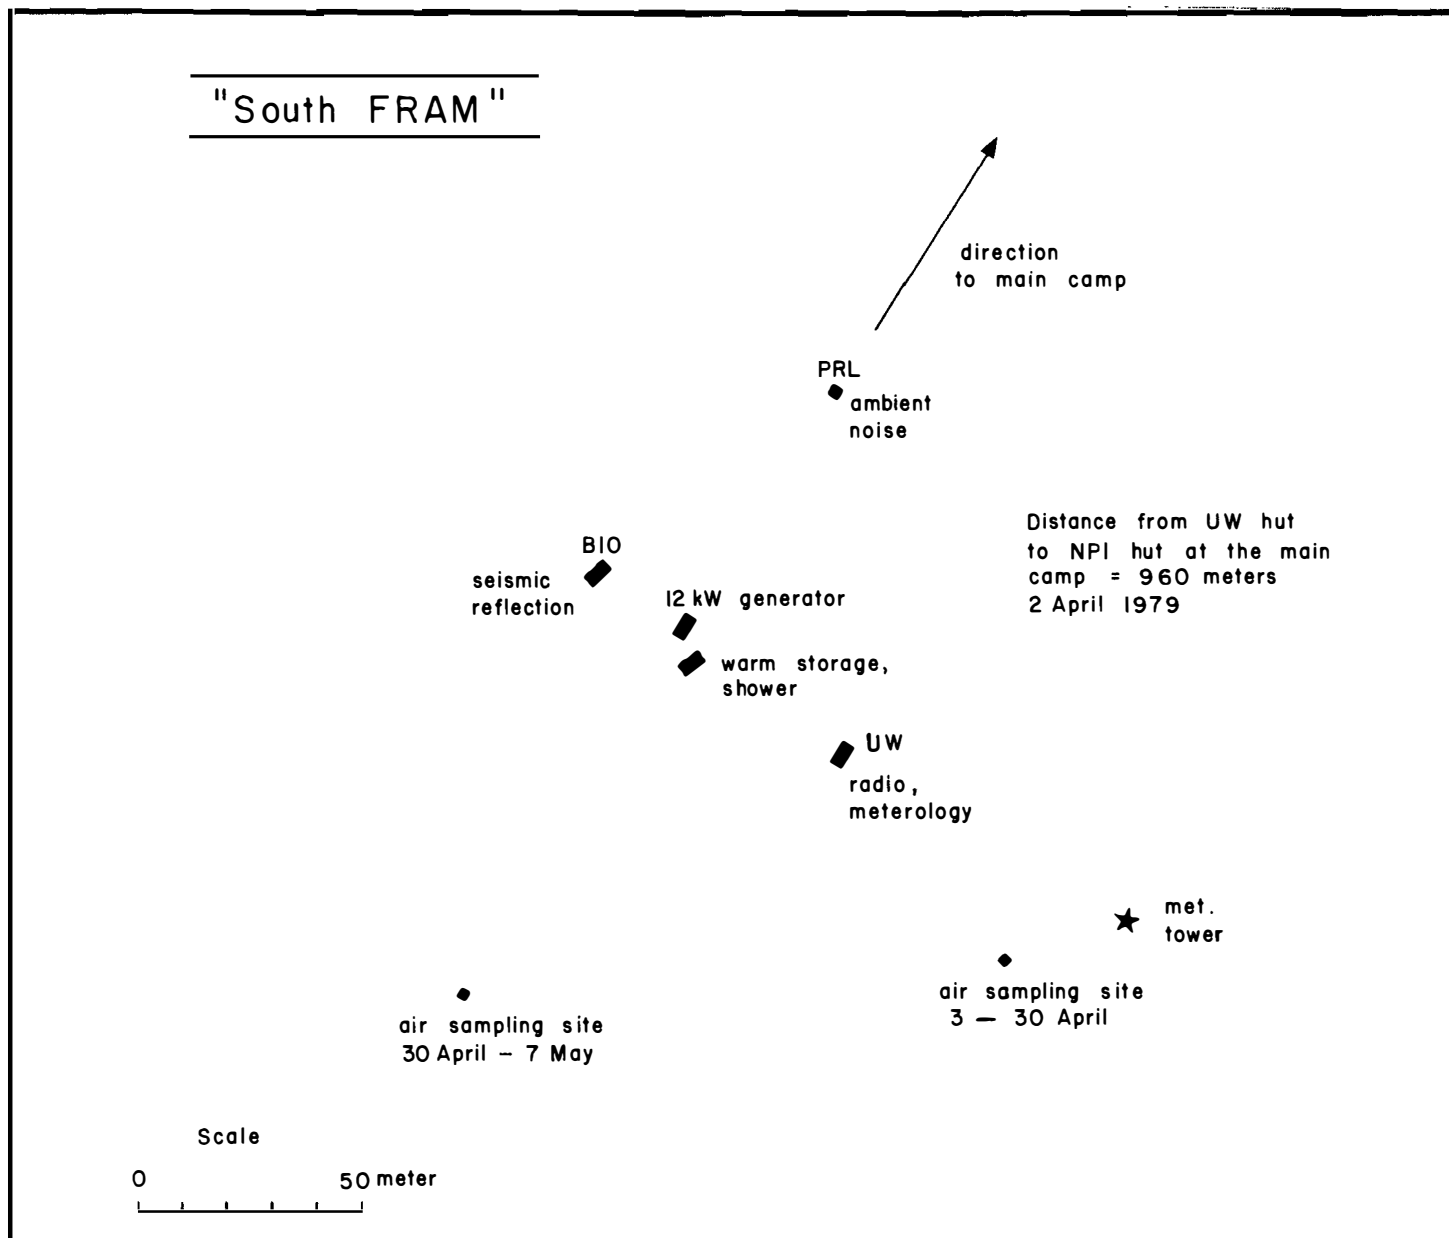 "South FRAM"
direction
to main camp
PRL
ambient
noise
Distance from UW hut
to NPI hut at the main
camp = 960 meters
2 April 1979
BIO
seismic
reflection
12 kW generator
warm storage,
shower
UW
radio,
meterology
met.
tower
air sampling site
3 — 30 April
air sampling site
30 April – 7 May
Scale
0 50 meter